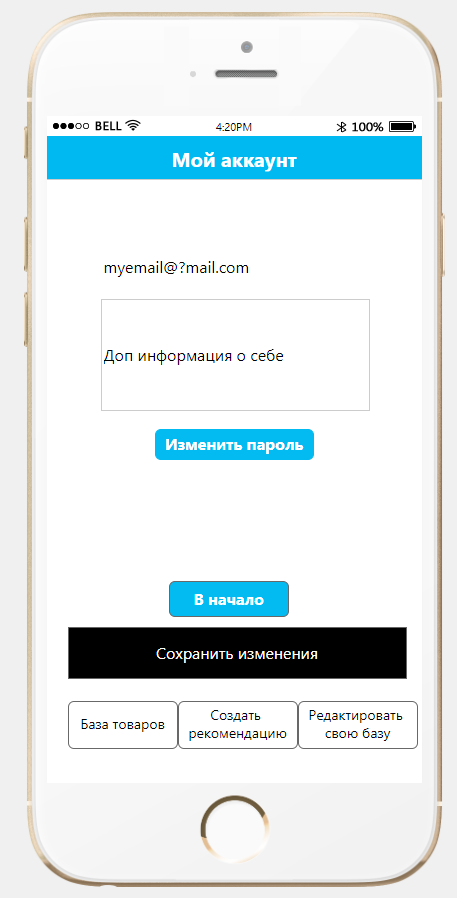 BELL 4:20PM 100%
Мой аккаунт
myemail@?mail.com
Доп информация о себе
Изменить пароль
В начало
Сохранить изменения
База товаров
Создать
рекомендацию
Редактировать
свою базу